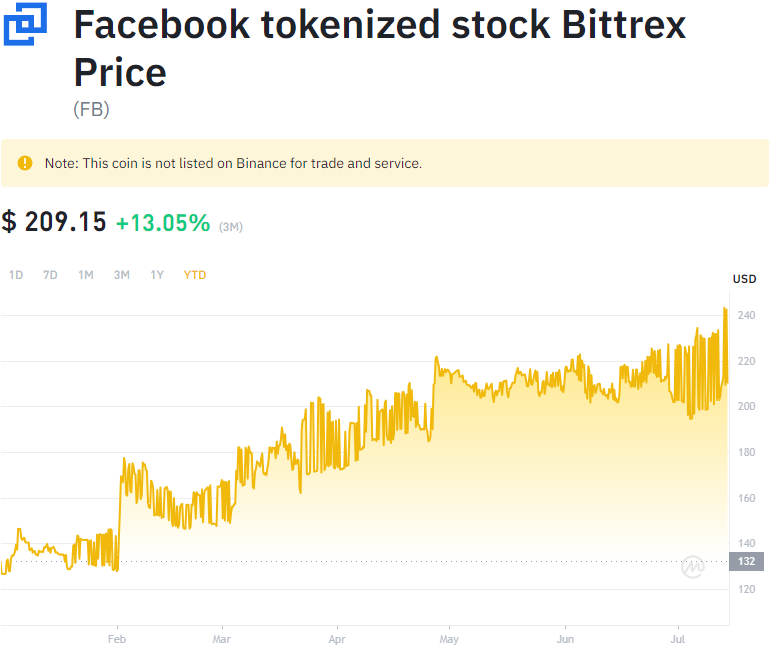 Facebook tokenized stock Bittrex
Price
(FB)
Note: This coin is not listed on Binance for trade and service.
$ 209.15 +13.05% (3M)
1D 7D 1M 3M 1Y YTD
USD
240
220
200
180
160
140
132
120
Feb Mar Apr May Jun Jul